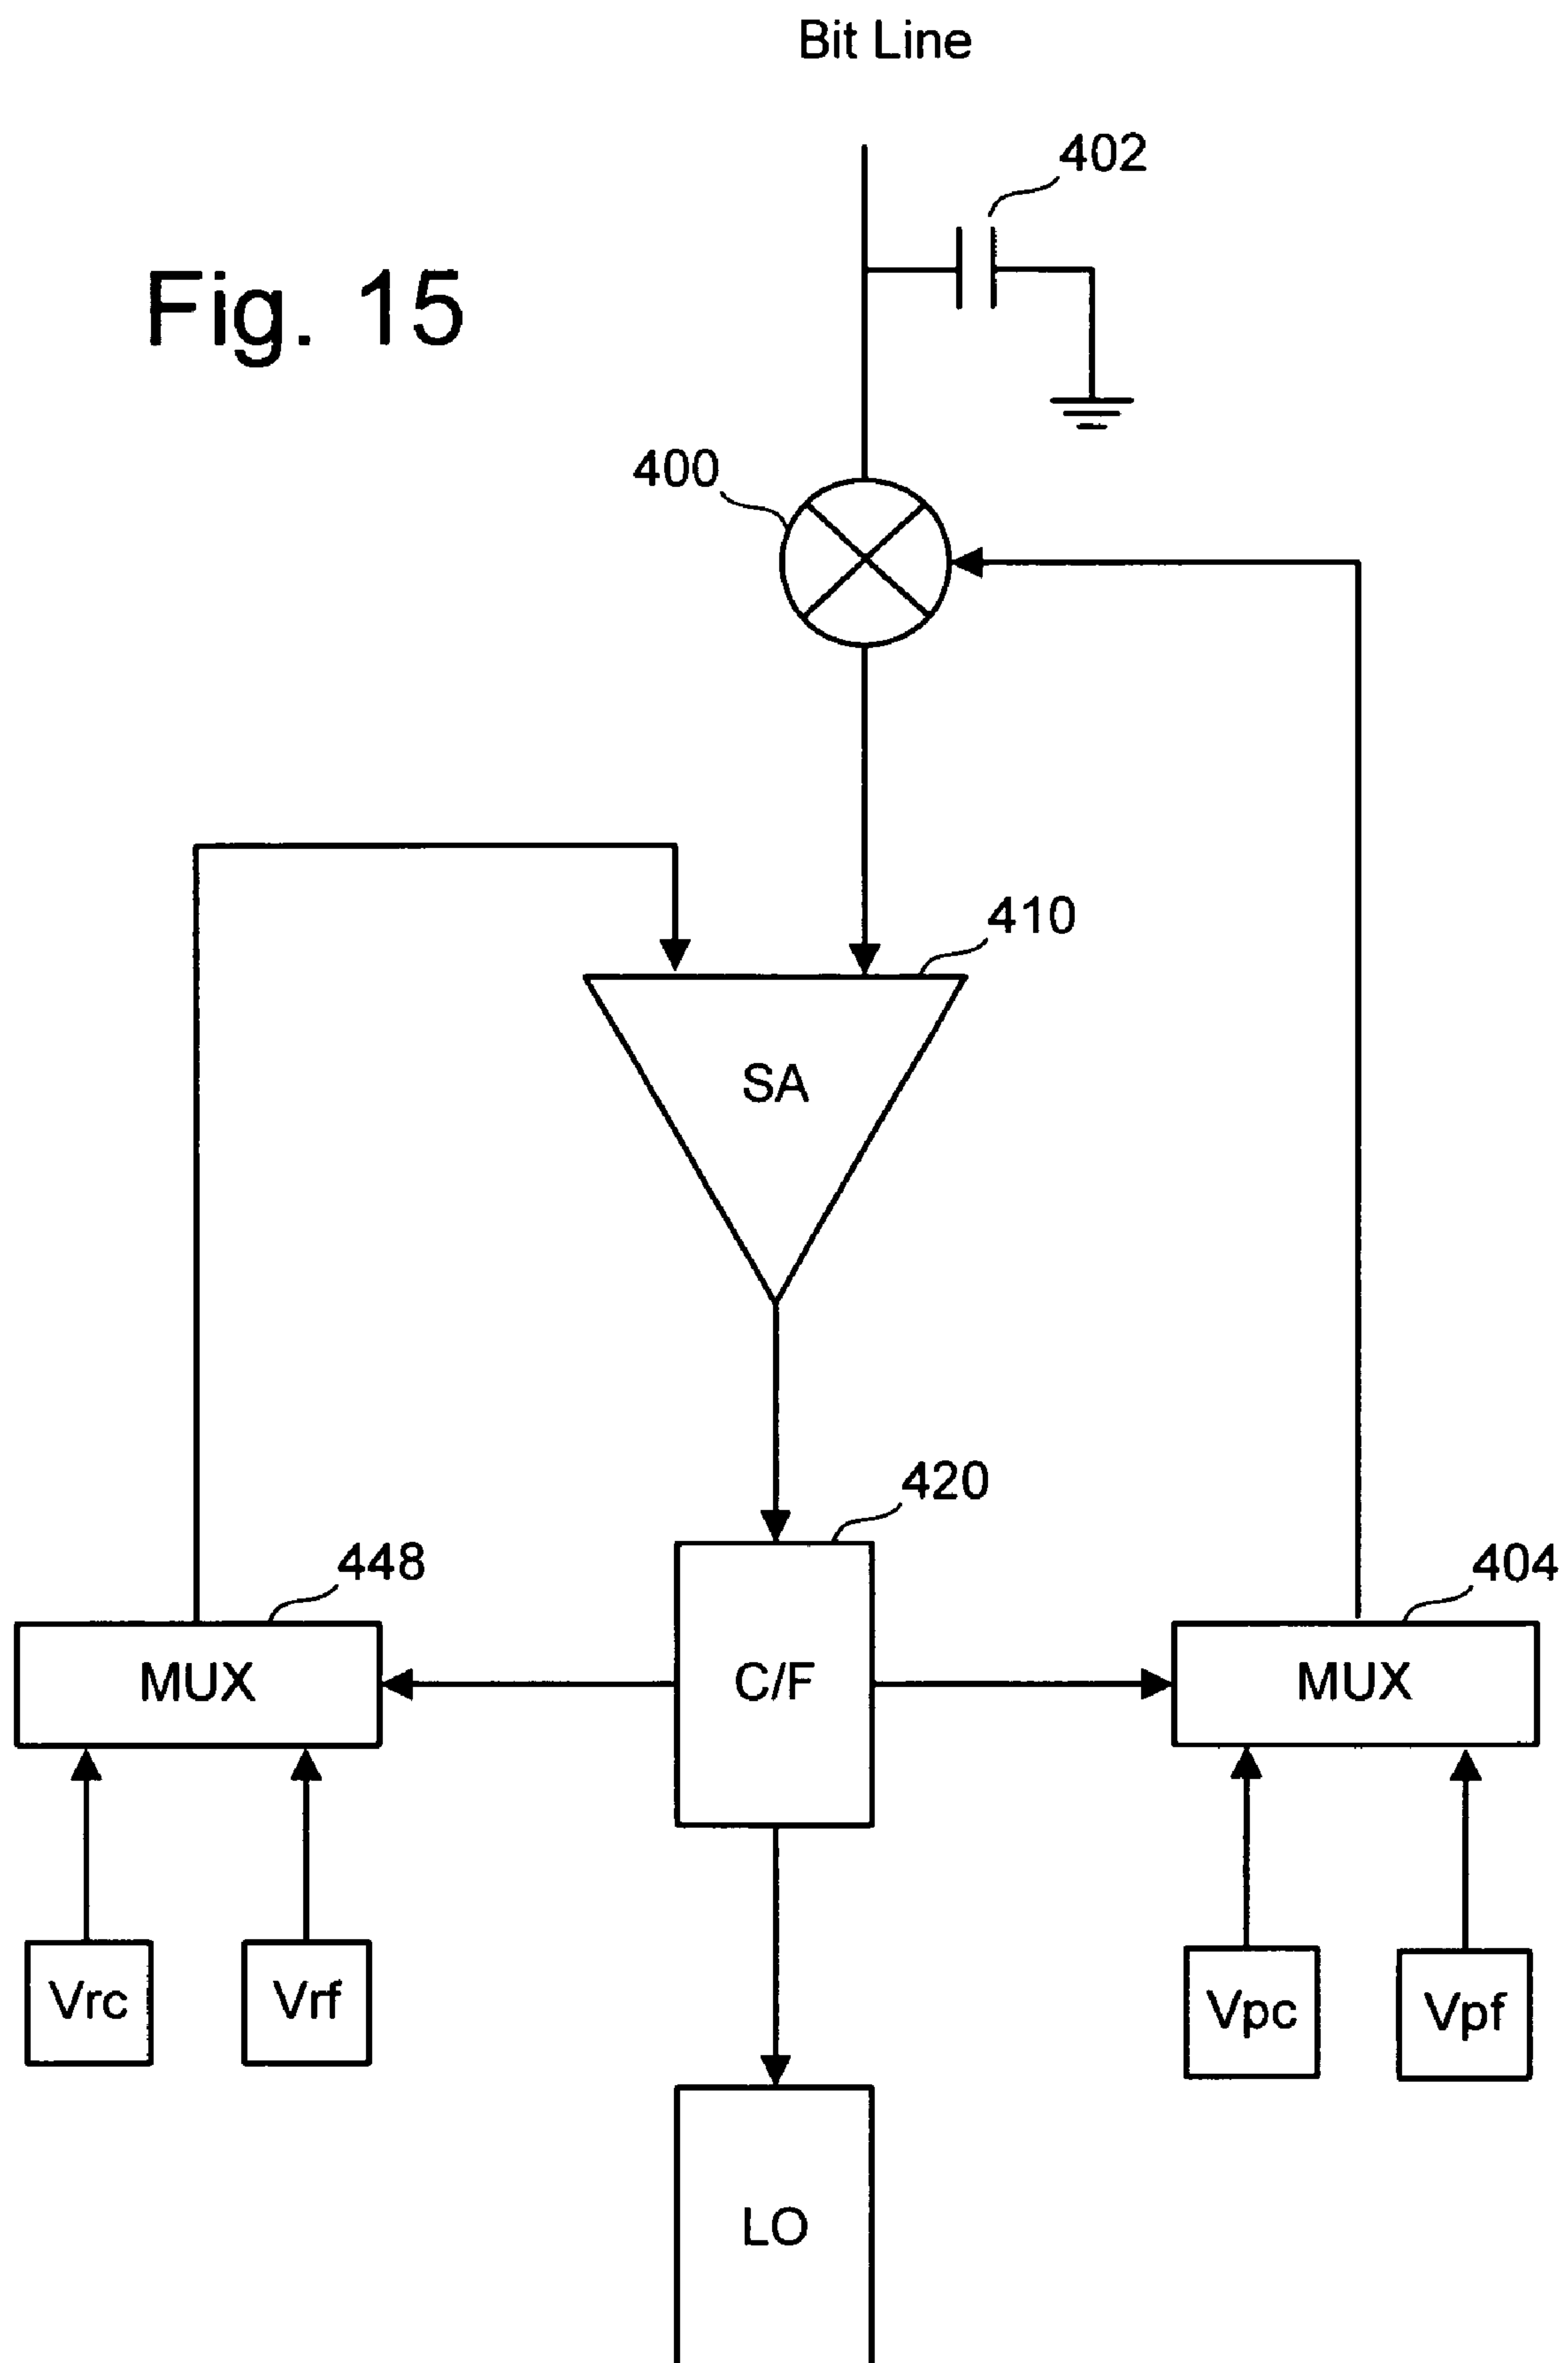 Bit Line
402
Fig. 15
400
410
SA
420
448
404
MUX
C/F
MUX
Vrc
Vrf
Vpc
Vpf
LO